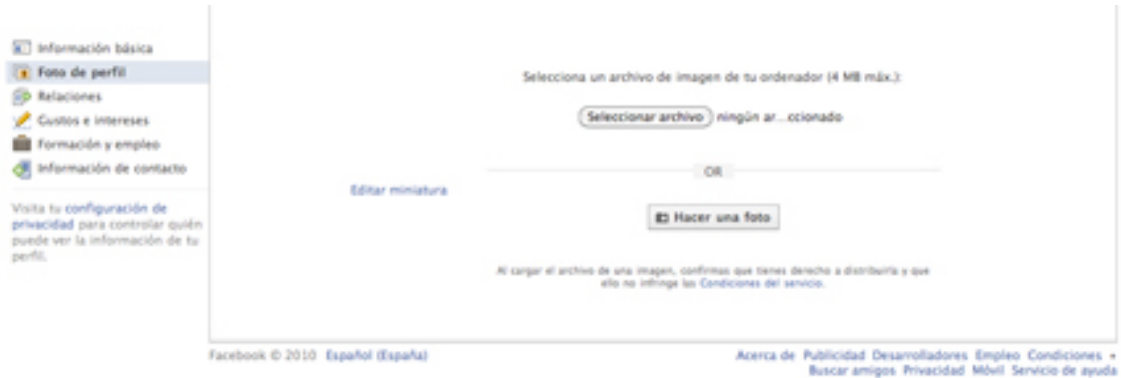 Información básica
Foto de perfil
Relaciones
Gustos e intereses
Formación y empleo
Información de contacto
Visita tu configuración de
privacidad para controlar quién
puede ver la información de tu
perfil.
Editar miniatura
Selecciona un archivo de imagen de tu ordenador (4 MB máx.):
Seleccionar archivo ningún ar...ccionado
OR
Hacer una foto
Al cargar el archivo de una imagen, confirmas que tienes derecho a distribuirla y que
ello no infringe las Condiciones del servicio.
Facebook © 2010 Español (España)
Acerca de Publicidad Desarrolladores Empleo Condiciones •
Buscar amigos Privacidad Móvil Servicio de ayuda